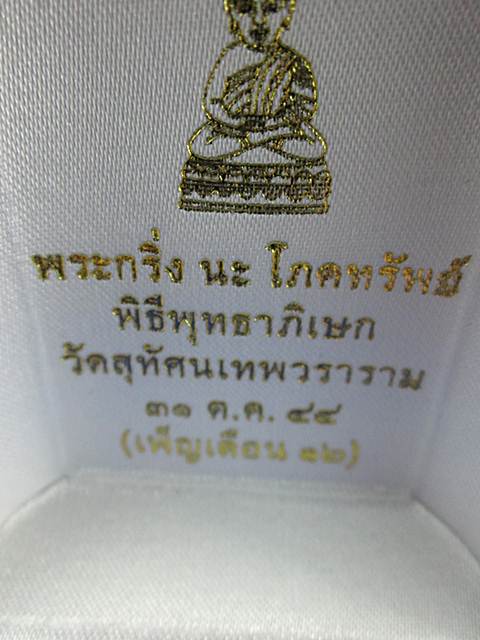 พระกริ่ง นะ โภคทรัพย์
พิธีพุทธาภิเษก
วัดสุทัศนเทพวราราม
๓๑ ต.ค. ๔๔
(เพ็ญเดือน ๑๒)